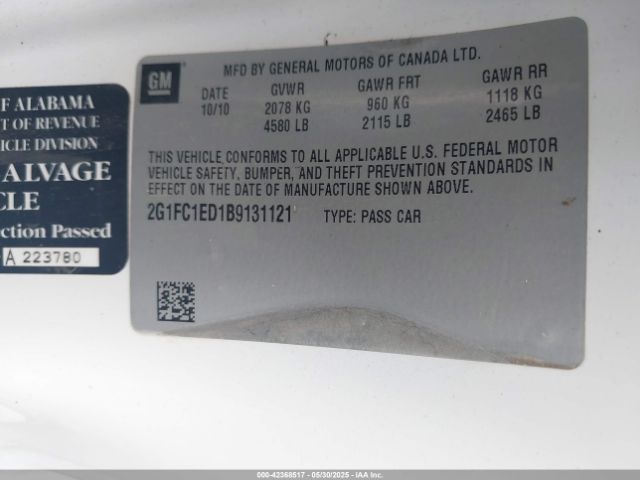 GM
MFD BY GENERAL MOTORS OF CANADA LTD.
DATE GVWR GAWR FRT GAWR RR
10/10 2078 KG 960 KG 1118 KG
4580 LB 2115 LB 2465 LB
THIS VEHICLE CONFORMS TO ALL APPLICABLE U.S. FEDERAL MOTOR
VEHICLE SAFETY, BUMPER, AND THEFT PREVENTION STANDARDS IN
EFFECT ON THE DATE OF MANUFACTURE SHOWN ABOVE.
2G1FC1ED1B9131121 TYPE: PASS CAR
F ALABAMA
T OF REVENUE
ICLE DIVISION
ALVAGE
CLE
ction Passed
A 223780
000-42368517 // 05/30/2025 // IAA Inc.